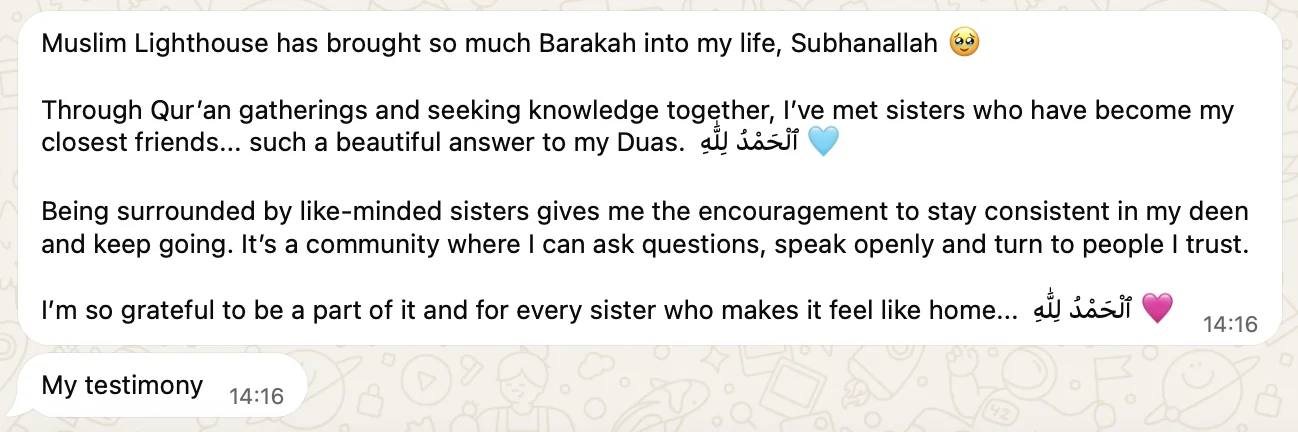 Muslim Lighthouse has brought so much Barakah into my life, Subhanallah 🥹
Through Qur’an gatherings and seeking knowledge together, I’ve met sisters who have become my
closest friends... such a beautiful answer to my Duas. ٱلْحَمْدُ لِلَّٰهِ 🩵
Being surrounded by like-minded sisters gives me the encouragement to stay consistent in my deen
and keep going. It’s a community where I can ask questions, speak openly and turn to people I trust.
I’m so grateful to be a part of it and for every sister who makes it feel like home... ٱلْحَمْدُ لِلَّٰهِ 🩷
14:16
My testimony 14:16